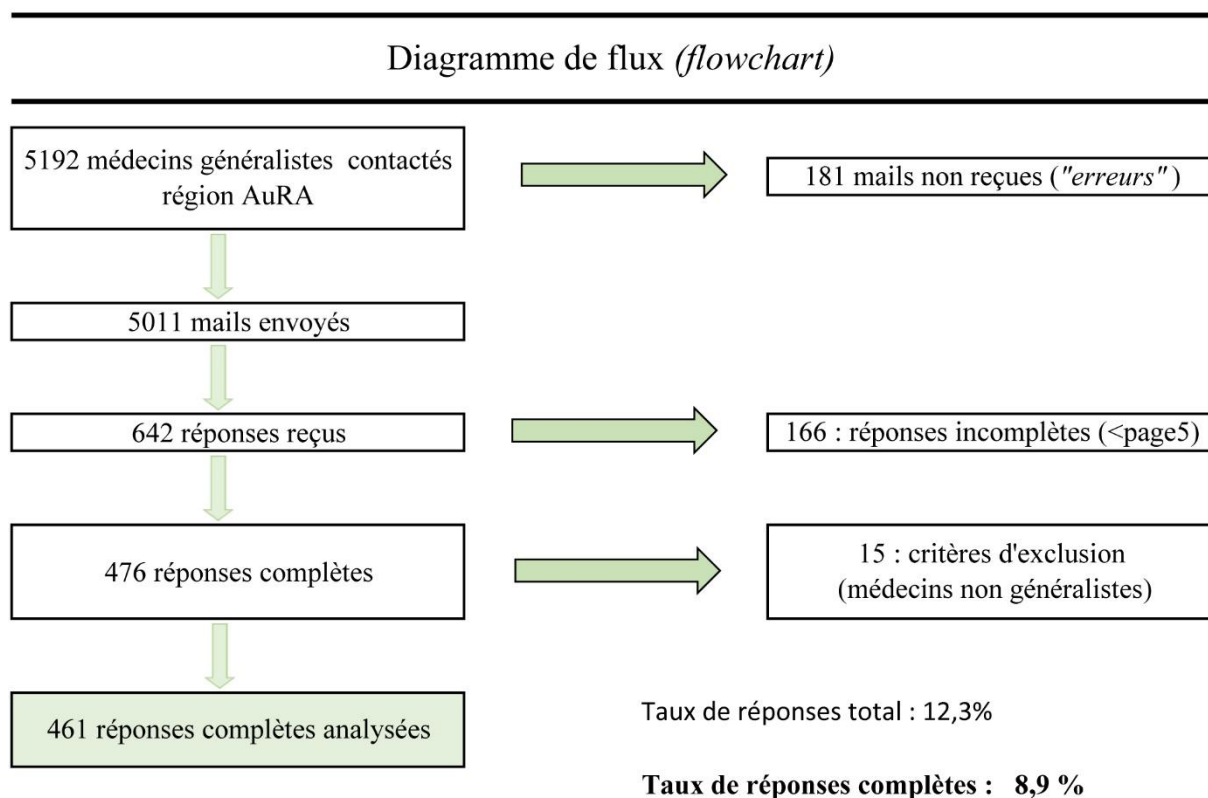 Diagramme de flux (flowchart)
5192 médecins généralistes contactés
région AuRA
181 mails non reçues ("erreurs" )
5011 mails envoyés
642 réponses reçus
166 : réponses incomplètes (<page5)
476 réponses complètes
15 : critères d'exclusion
(médecins non généralistes)
461 réponses complètes analysées
Taux de réponses total : 12,3%
Taux de réponses complètes : 8,9 %